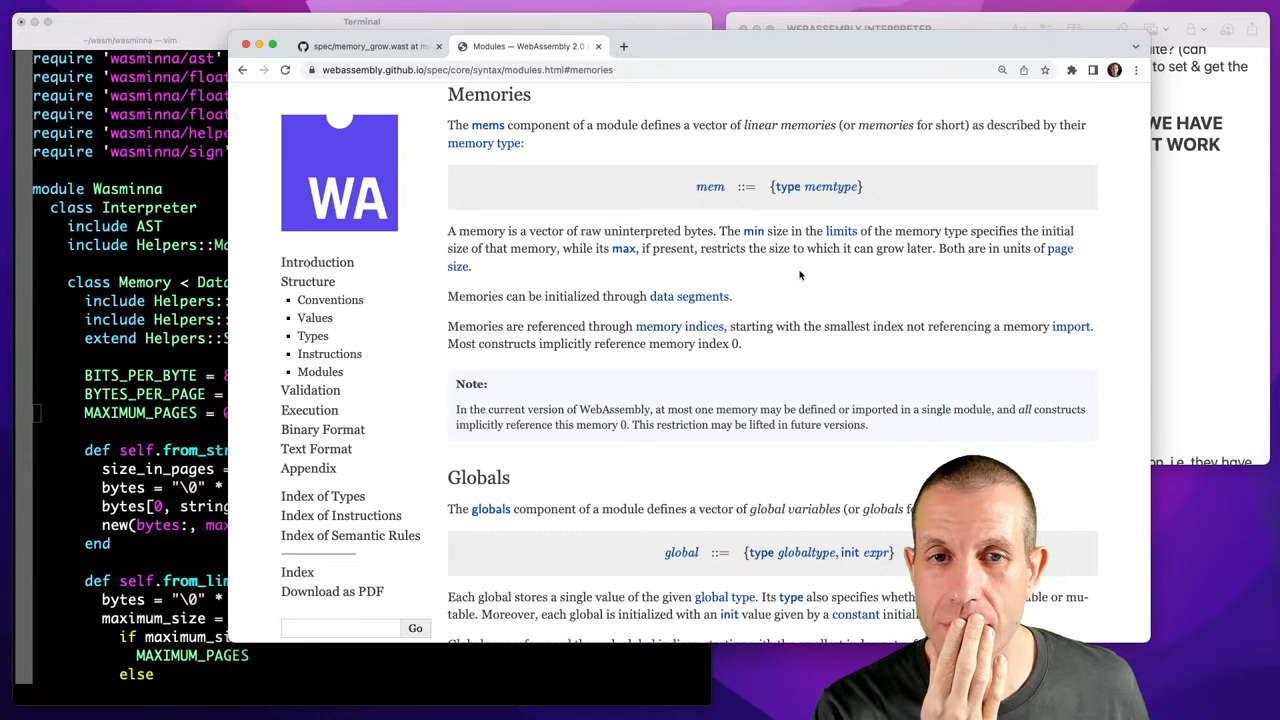 Terminal
~/wasm/wasminna — vim
require 'wasminna/ast
require 'wasminna/float
require 'wasminna/float
require 'wasminna/float
require 'wasminna/helpe
require 'wasminna/sign
module Wasminna
class Interpreter
include AST
include Helpers::Ma
class Memory < Data
include Helpers::
include Helpers::
extend Helpers::S
BITS_PER_BYTE =
BYTES_PER_PAGE =
MAXIMUM_PAGES =
def self.from_str
size_in_pages =
bytes = "\0" *
bytes[0, string
new(bytes:, max
end
def self.from_lim
bytes = "\0" *
maximum_size =
if maximum_si
MAXIMUM_PAGES
else
WEBASSEMBLY INTERPRETER
ite? (can
to set & get the
WE HAVE
T WORK
on, i.e. they have
spec/memory_grow.wast at m
Modules — WebAssembly 2.0
webassembly.github.io/spec/core/syntax/modules.html#memories
WA
Introduction
Structure
Conventions
Values
Types
Instructions
Modules
Validation
Execution
Binary Format
Text Format
Appendix
Index of Types
Index of Instructions
Index of Semantic Rules
Index
Download as PDF
Go
Memories
The mems component of a module defines a vector of linear memories (or memories for short) as described by their
memory type:
mem ::= {type memtype}
A memory is a vector of raw uninterpreted bytes. The min size in the limits of the memory type specifies the initial
size of that memory, while its max, if present, restricts the size to which it can grow later. Both are in units of page
size.
Memories can be initialized through data segments.
Memories are referenced through memory indices, starting with the smallest index not referencing a memory import.
Most constructs implicitly reference memory index 0.
Note:
In the current version of WebAssembly, at most one memory may be defined or imported in a single module, and all constructs
implicitly reference this memory 0. This restriction may be lifted in future versions.
Globals
The globals component of a module defines a vector of global variables (or globals f
global ::= {type globaltype, init expr}
Each global stores a single value of the given global type. Its type also specifies wheth
ble or mu-
table. Moreover, each global is initialized with an init value given by a constant initial